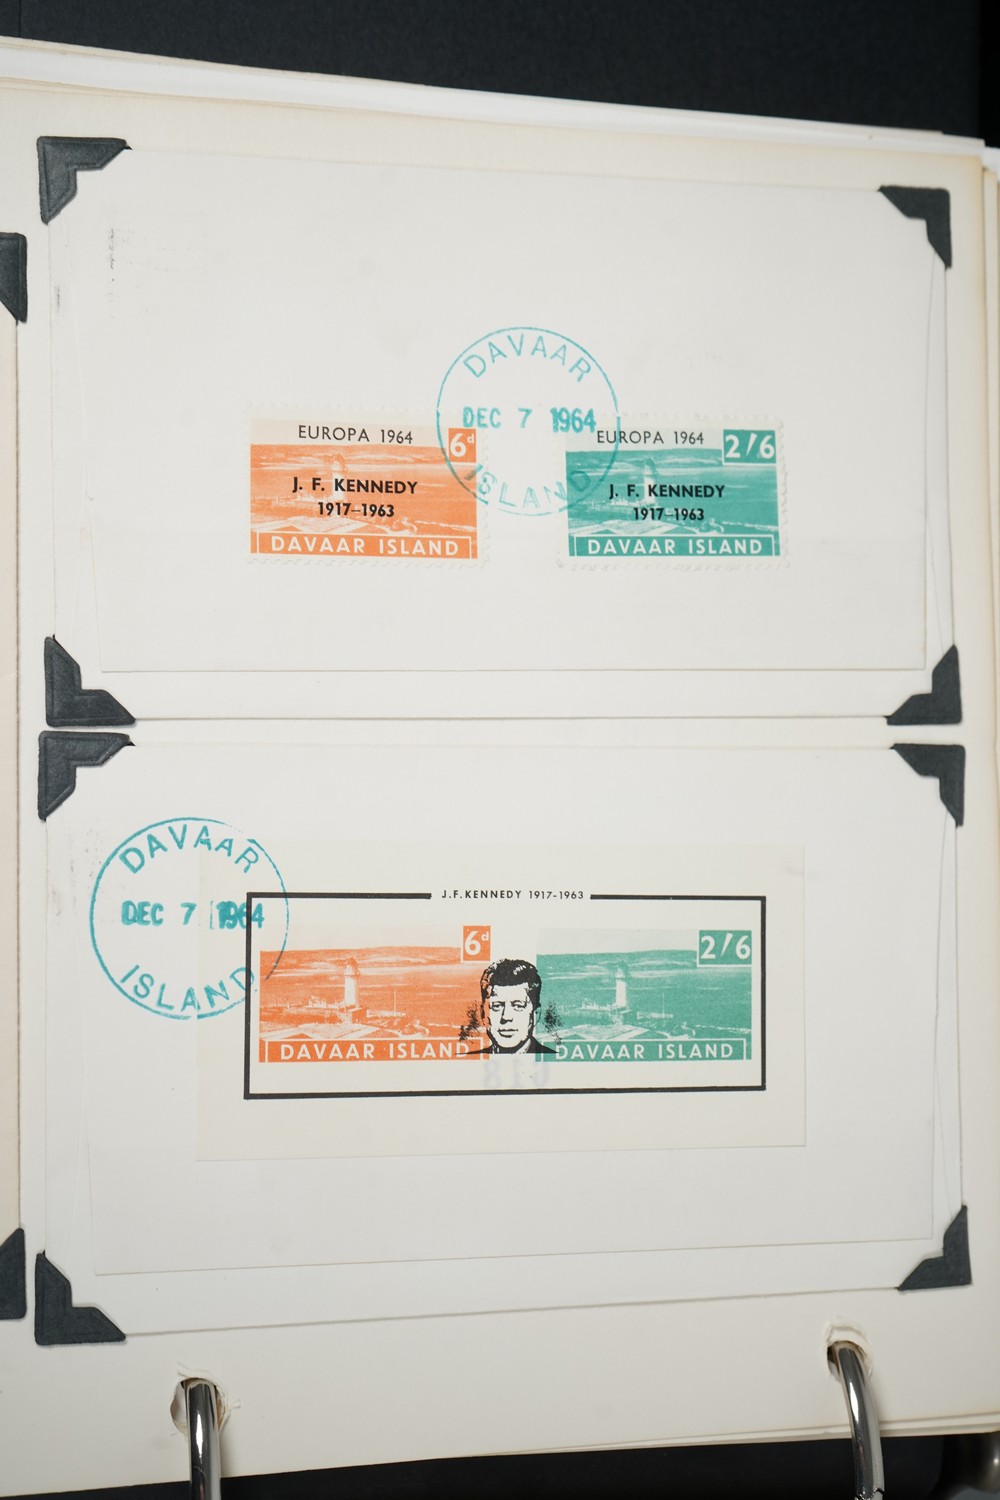 DAVAAR
DEC 7 1964
ISLAND
EUROPA 1964
6d
J. F. KENNEDY
1917-1963
DAVAAR ISLAND
EUROPA 1964
2/6
J. F. KENNEDY
1917-1963
DAVAAR ISLAND
DAVAAR
DEC 7 1964
ISLAND
J.F.KENNEDY 1917-1963
6d
DAVAAR ISLAND
2/6
DAVAAR ISLAND